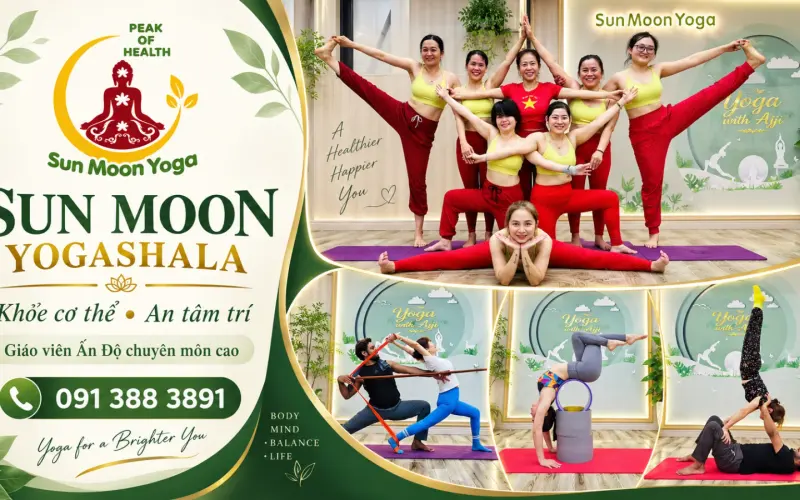 PEAK
OF
HEALTH
Sun Moon Yoga
SUN MOON
YOGASHALA
Khỏe cơ thể • An tâm trí
Giáo viên Ấn Độ chuyên môn cao
091 388 3891
Yoga for a Brighter You
BODY
MIND
• BALANCE
• LIFE
Sun Moon Yoga
A
Healthier
Happier
You
Yoga
with Aji
Yoga
with Aji
Yoga
with Aji
Yoga
with Aji